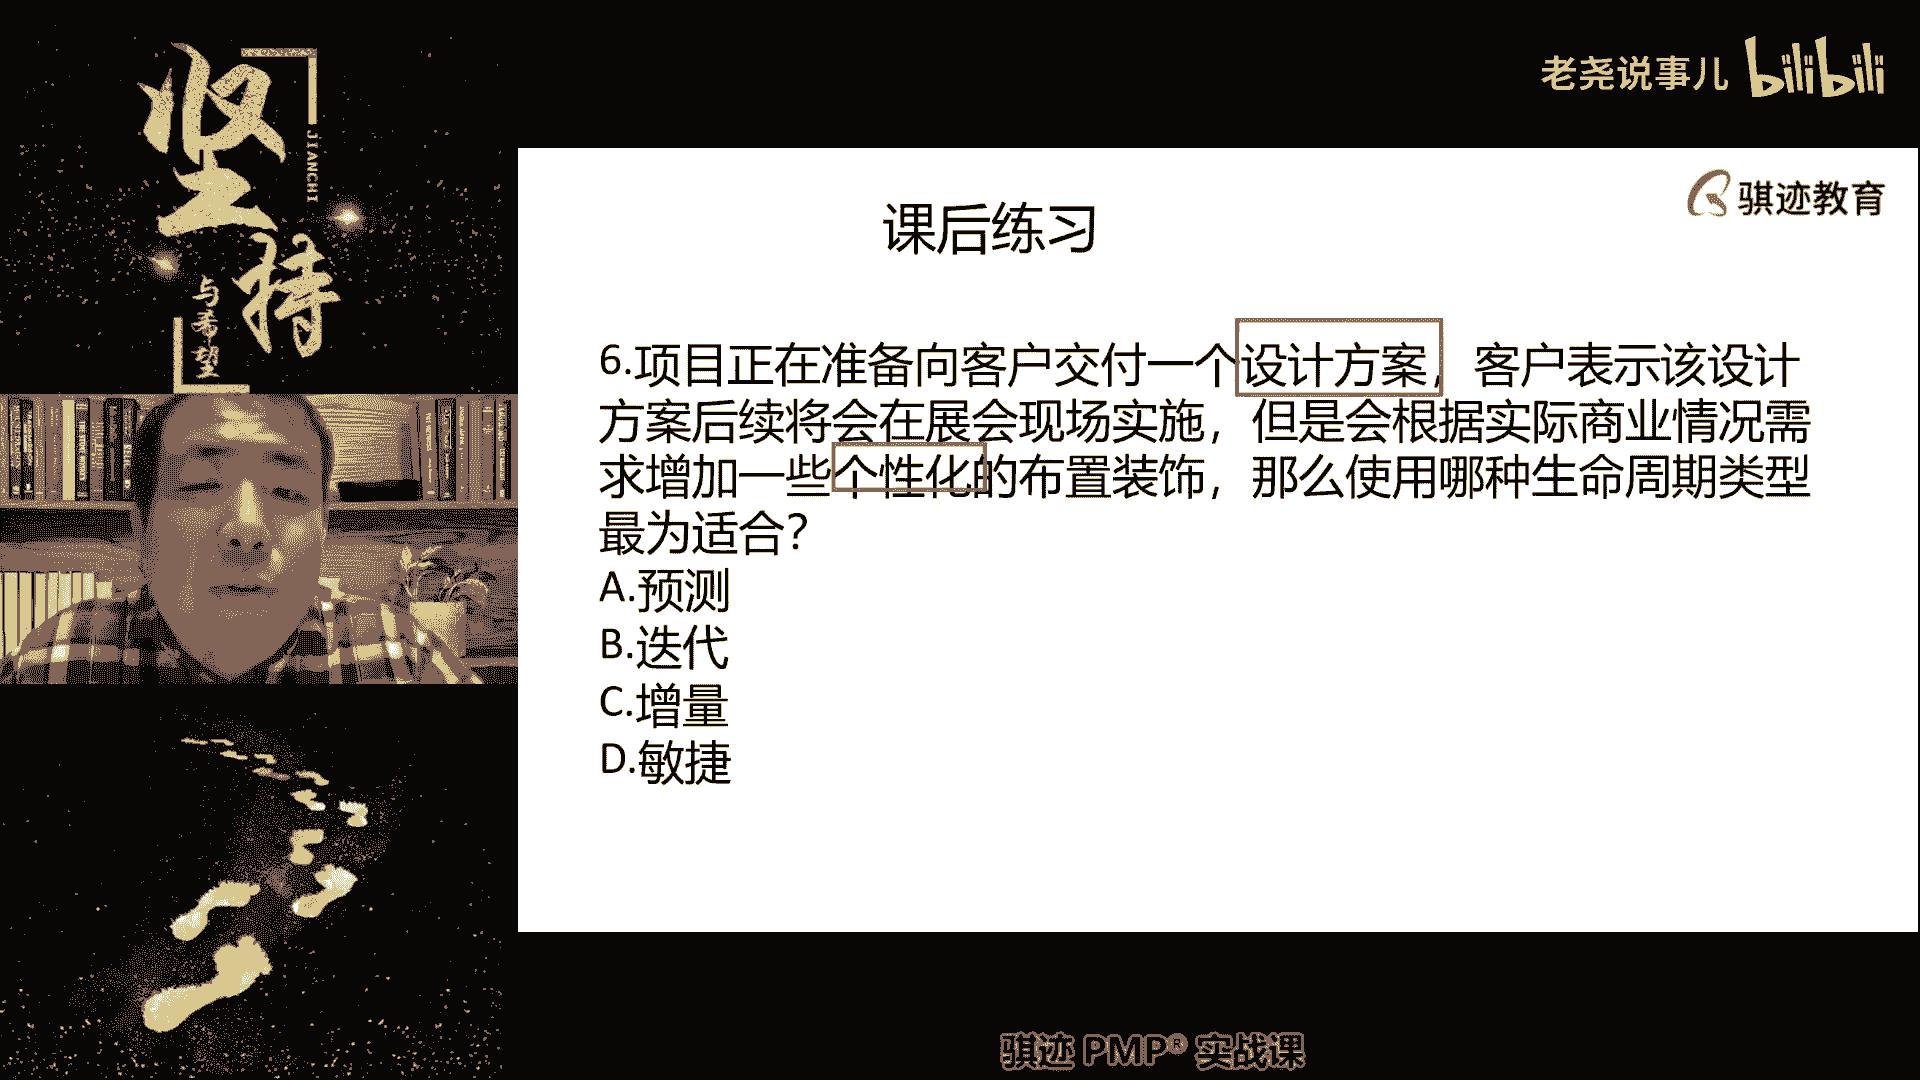 坚持
JIANCHI
与希望
老尧说事儿 bilibili
骐迹教育
课后练习
6.项目正在准备向客户交付一个设计方案，客户表示该设计
方案后续将会在展会现场实施，但是会根据实际商业情况需
求增加一些个性化的布置装饰，那么使用哪种生命周期类型
最为适合？
A.预测
B.迭代
C.增量
D.敏捷
骐迹 PMP® 实战课